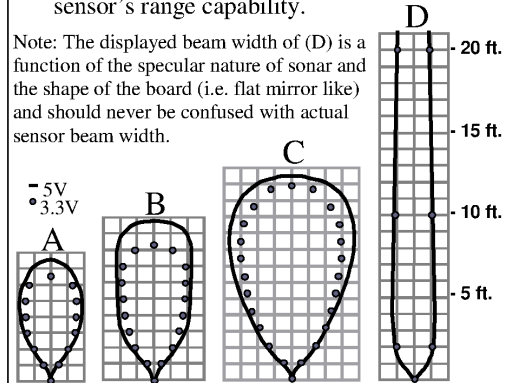 sensor's range capability.
Note: The displayed beam width of (D) is a
function of the specular nature of sonar and
the shape of the board (i.e. flat mirror like)
and should never be confused with actual
sensor beam width.
5V
3.3V
A
B
C
D
20 ft.
15 ft.
10 ft.
5 ft.